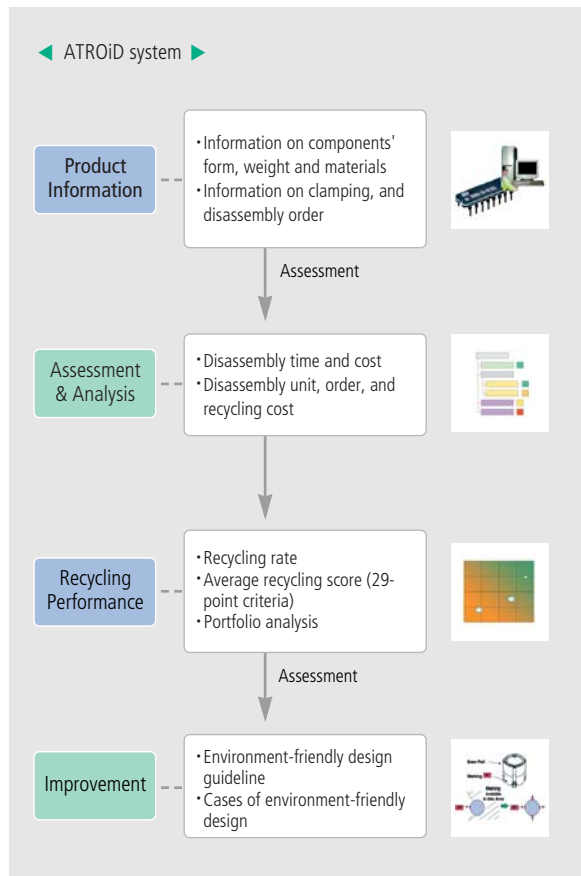 ◀ ATROiD system ▶
Product
Information
•Information on components'
form, weight and materials
•Information on clamping, and
disassembly order
Assessment
Assessment
& Analysis
•Disassembly time and cost
•Disassembly unit, order, and
recycling cost
Recycling
Performance
•Recycling rate
•Average recycling score (29-
point criteria)
•Portfolio analysis
Assessment
Improvement
•Environment-friendly design
guideline
•Cases of environment-friendly
design